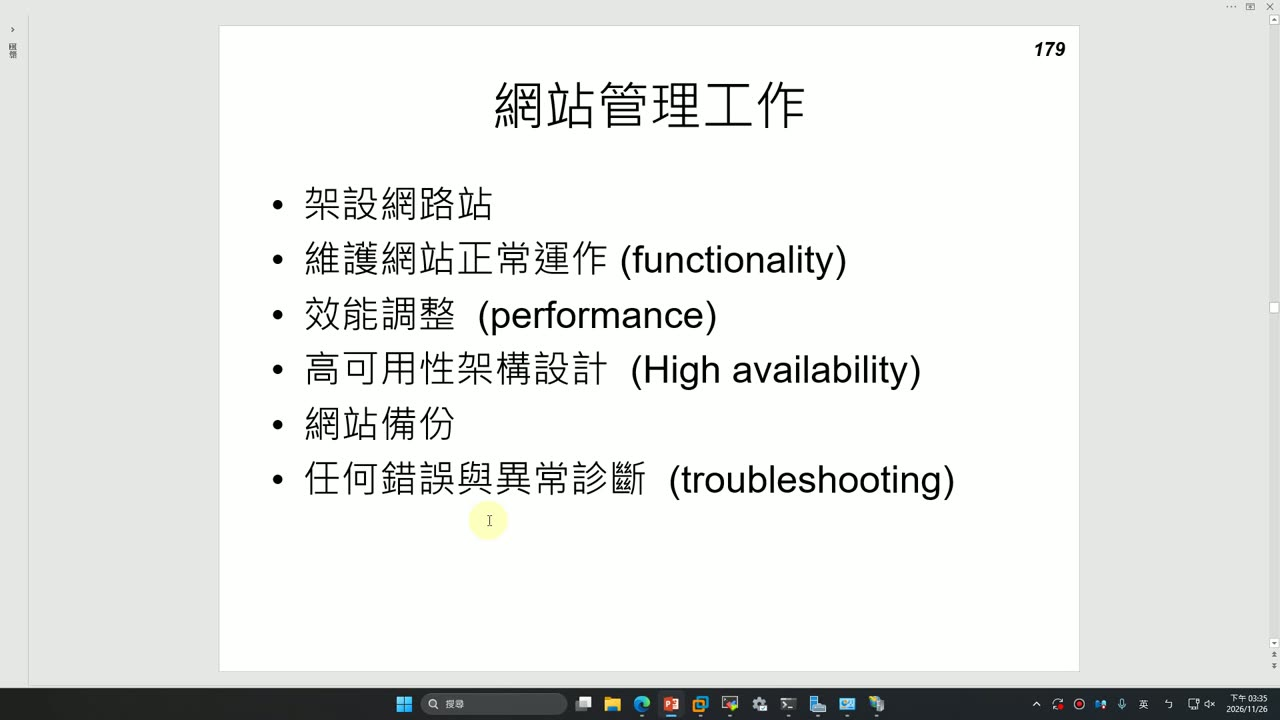 179
網站管理工作
• 架設網路站
• 維護網站正常運作 (functionality)
• 效能調整 (performance)
• 高可用性架構設計 (High availability)
• 網站備份
• 任何錯誤與異常診斷 (troubleshooting)
搜尋
英
ㄅ
下午 03:35
2026/11/26